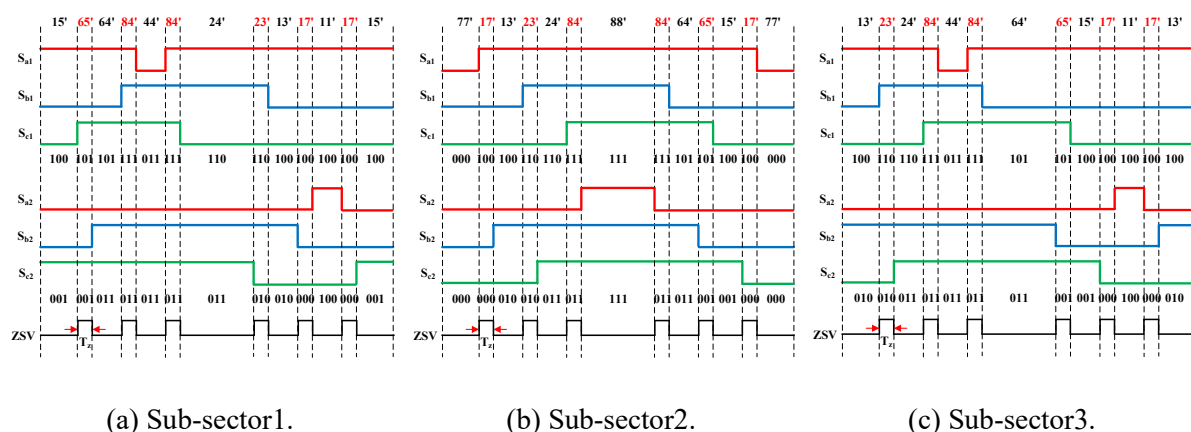 15' 65' 64' 84' 44' 84' 24' 23' 13' 17' 11' 17' 15'
Sa1
Sb1
Sc1
100 101 101 111 011 111 110 110 100 100 100 100 100
Sa2
Sb2
Sc2
001 001 011 011 011 011 011 010 010 000 100 000 001
ZSV
Tz
(a) Sub-sector1.
77' 17' 13' 23' 24' 84' 88' 84' 64' 65' 15' 17' 77'
Sa1
Sb1
Sc1
000 100 100 110 110 111 111 111 101 101 100 100 000
Sa2
Sb2
Sc2
000 000 010 010 011 011 111 011 011 001 001 000 000
ZSV
Tz
(b) Sub-sector2.
13' 23' 24' 84' 44' 84' 64' 65' 15' 17' 11' 17' 13'
Sa1
Sb1
Sc1
100 110 110 111 011 111 101 101 100 100 100 100 100
Sa2
Sb2
Sc2
010 010 011 011 011 011 011 001 001 000 100 000 010
ZSV
Tz
(c) Sub-sector3.